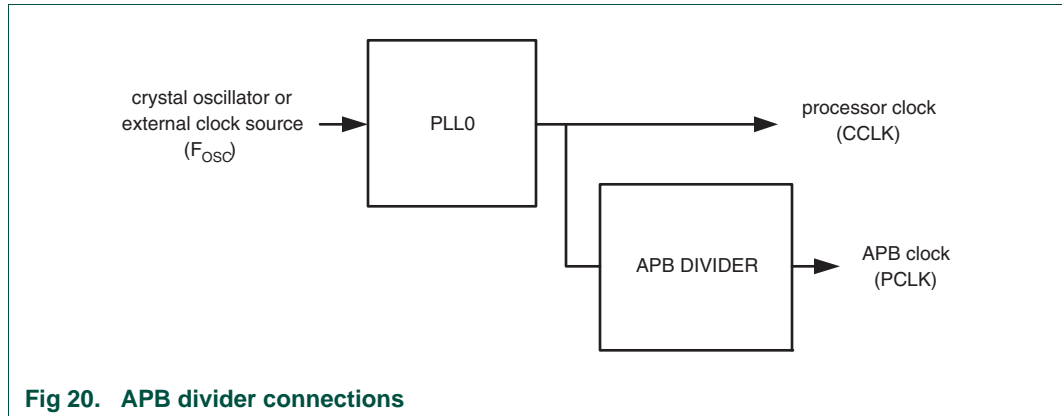 crystal oscillator or
external clock source
(FOSC)
PLL0
processor clock
(CCLK)
APB DIVIDER
APB clock
(PCLK)
Fig 20. APB divider connections